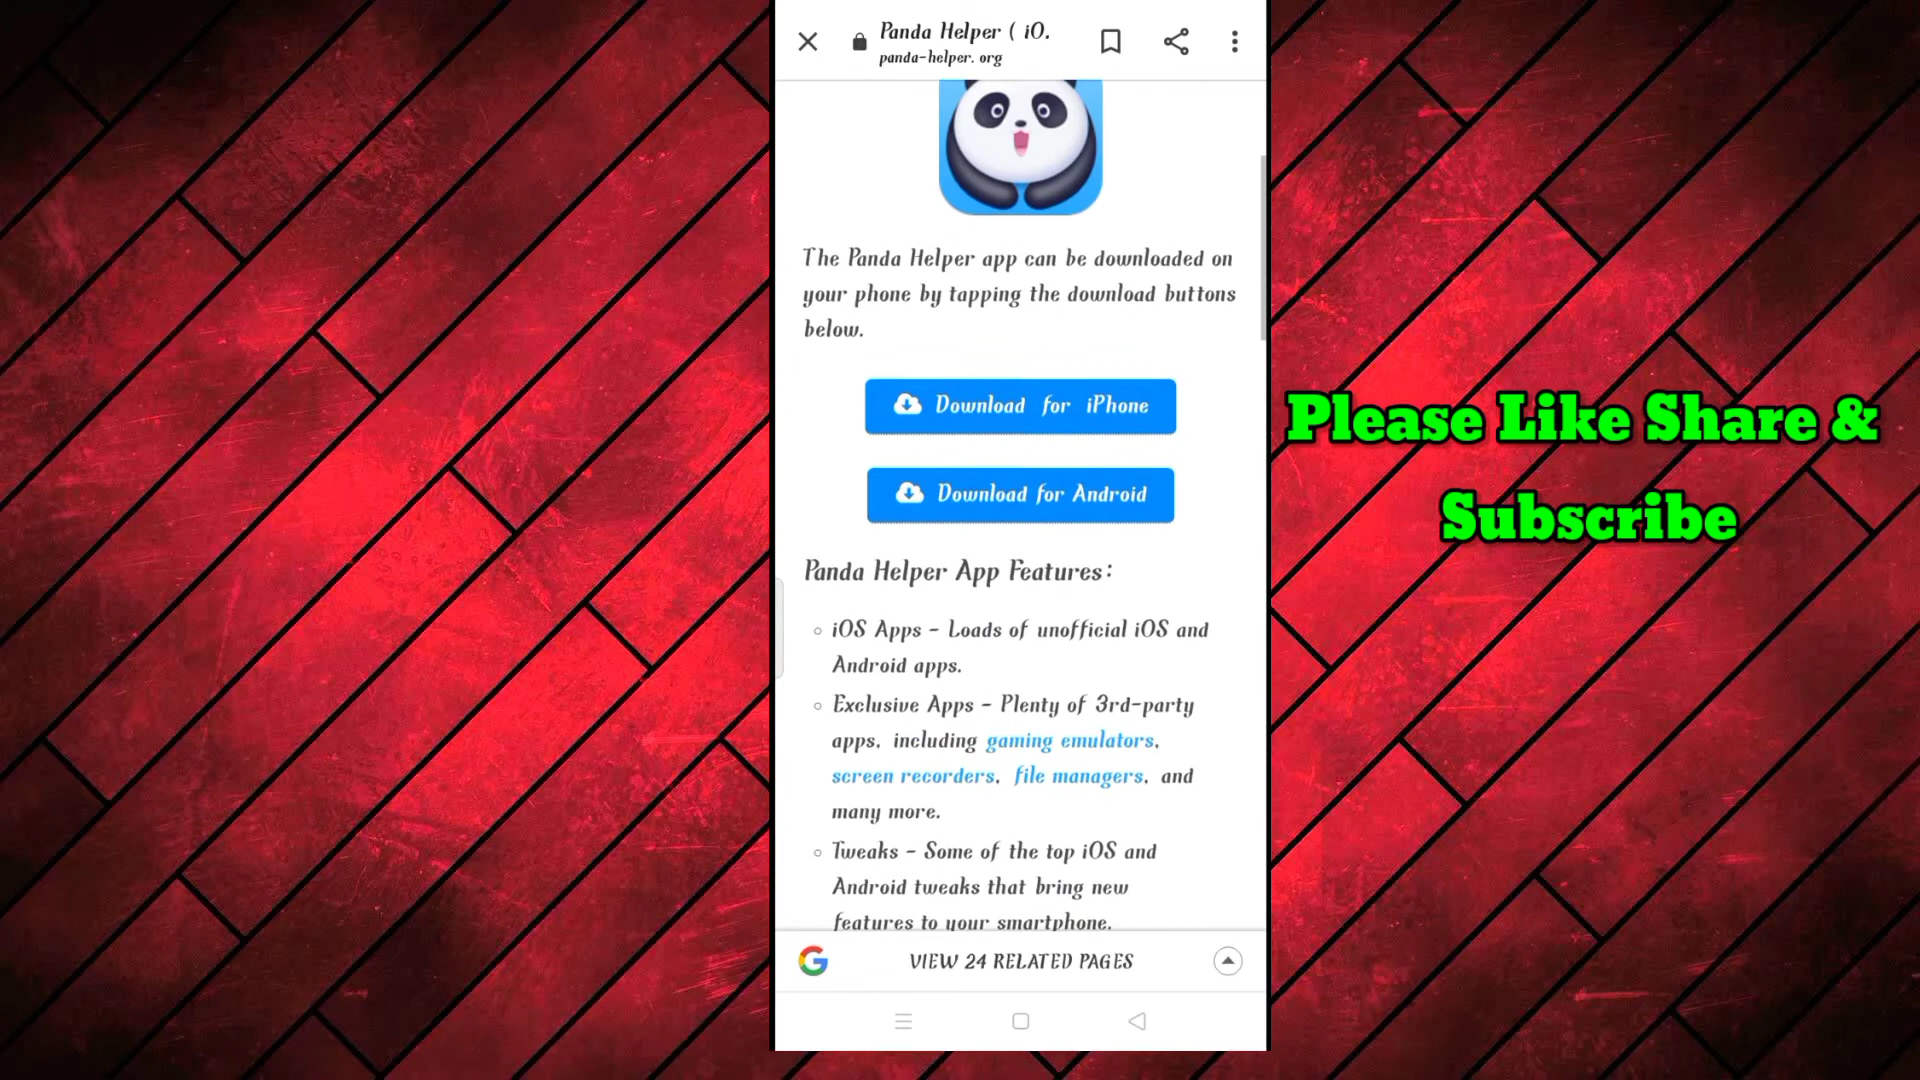 Panda Helper ( iO.
panda-helper. org
The Panda Helper app can be downloaded on
your phone by tapping the download buttons
below.
Download for iPhone
Download for Android
Panda Helper App Features:
iOS Apps - Loads of unofficial iOS and
Android apps.
Exclusive Apps - Plenty of 3rd-party
apps, including gaming emulators,
screen recorders, file managers, and
many more.
Tweaks - Some of the top iOS and
Android tweaks that bring new
features to your smartphone.
VIEW 24 RELATED PAGES
Please Like Share &
Subscribe